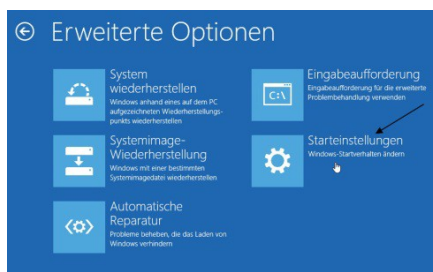 Erweiterte Optionen
System
wiederherstellen
Windows anhand eines auf dem PC
aufgezeichneten Wiederherstellungs-
punkts wiederherstellen
Systemimage-
Wiederherstellung
Windows mit einer bestimmten
Systemimagedatei wiederherstellen
Automatische
Reparatur
Probleme beheben, die das Laden von
Windows verhindern
C:\
Eingabeaufforderung
Eingabeaufforderung für die erweiterte
Problembehandlung verwenden
Starteinstellungen
Windows-Startverhalten ändern